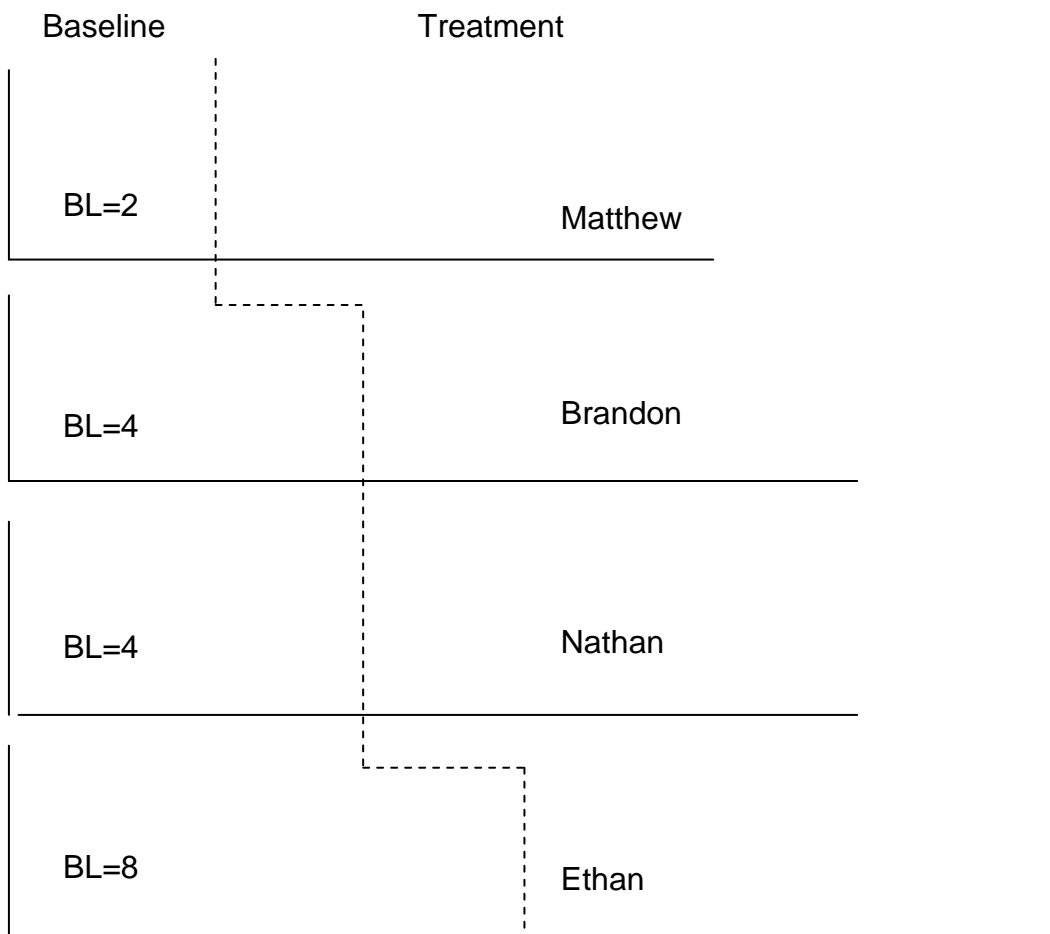 Baseline Treatment
BL=2
Matthew
BL=4
Brandon
BL=4
Nathan
BL=8
Ethan